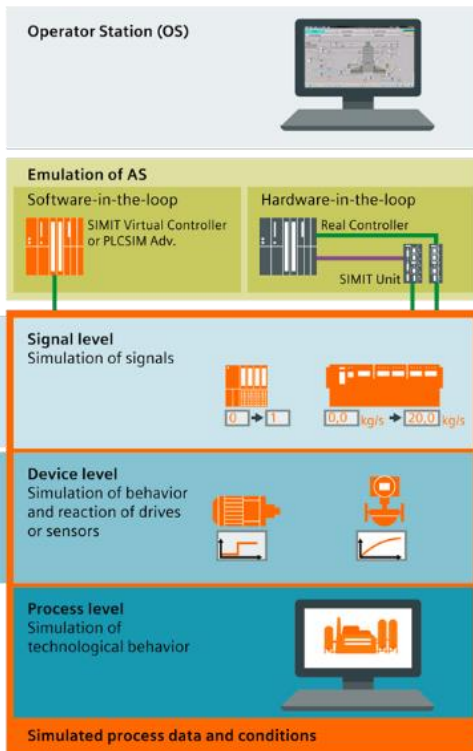 Operator Station (OS)
Emulation of AS
Software-in-the-loop
SIMIT Virtual Controller
or PLCSIM Adv.
Hardware-in-the-loop
Real Controller
SIMIT Unit
Signal level
Simulation of signals
0 1
0,0 kg/s 20,0 kg/s
Device level
Simulation of behavior
and reaction of drives
or sensors
Process level
Simulation of
technological behavior
Simulated process data and conditions